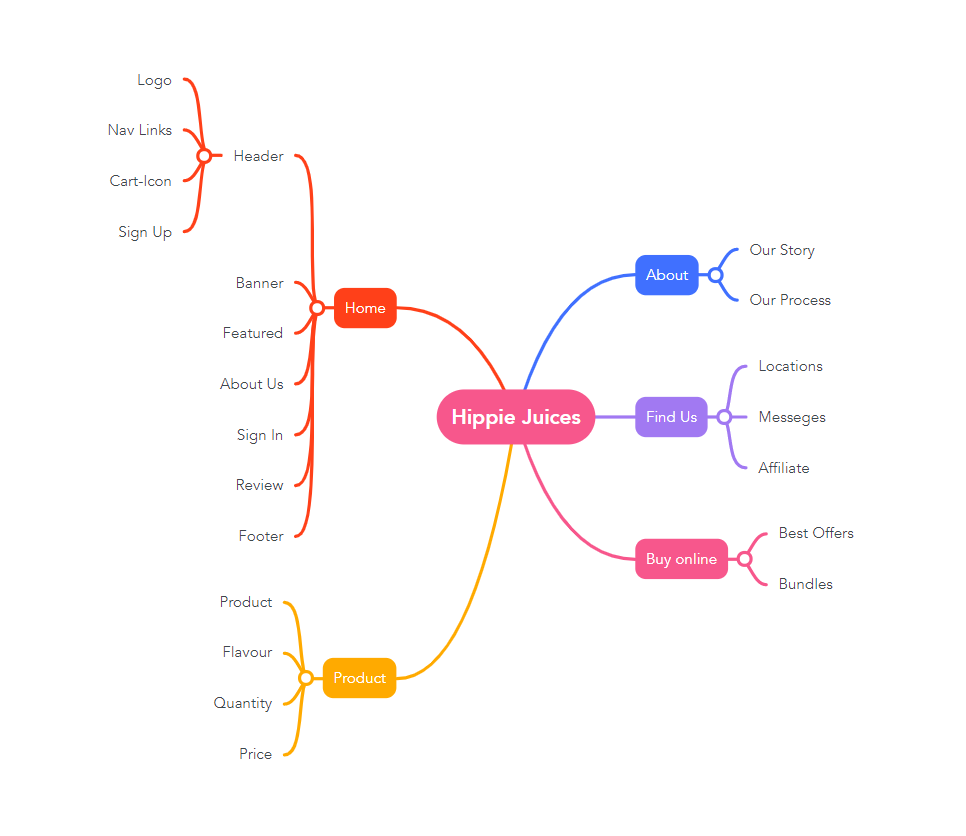 Hippie Juices
Home
Header
Logo
Nav Links
Cart-Icon
Sign Up
Banner
Featured
About Us
Sign In
Review
Footer
Product
Product
Flavour
Quantity
Price
About
Our Story
Our Process
Find Us
Locations
Messeges
Affiliate
Buy online
Best Offers
Bundles